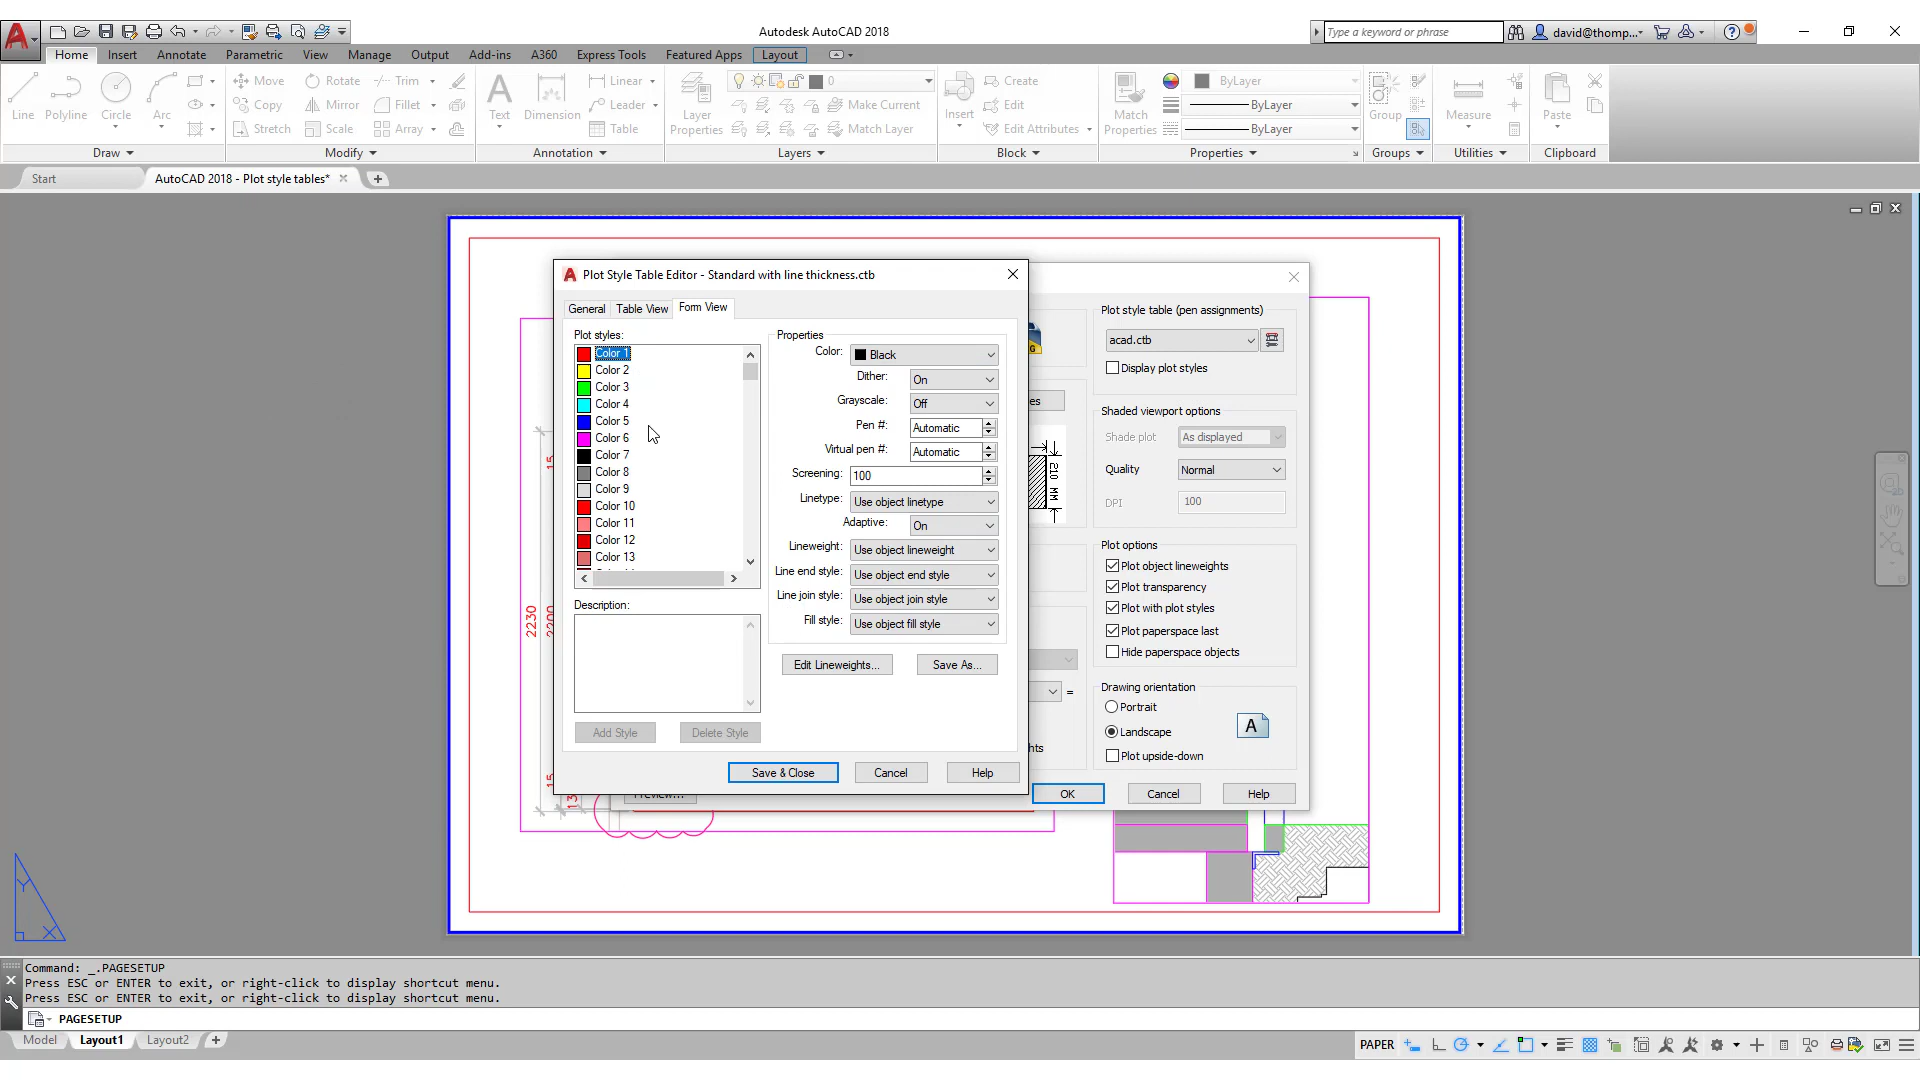 Autodesk AutoCAD 2018
Type a keyword or phrase
david@thomp...
Home Insert Annotate Parametric View Manage Output Add-ins A360 Express Tools Featured Apps Layout
Line Polyline Circle Arc
Move Rotate Trim
Copy Mirror Fillet
Stretch Scale Array
Text Dimension
Linear
Leader
Table
Layer Properties
0
Make Current
Match Layer
Insert
Create
Edit
Edit Attributes
Match Properties
ByLayer
ByLayer
ByLayer
Group
Measure
Paste
Draw Modify Annotation Layers Block Properties Groups Utilities Clipboard
Start AutoCAD 2018 - Plot style tables*
Plot Style Table Editor - Standard with line thickness.ctb
General Table View Form View
Plot styles:
Color 1
Color 2
Color 3
Color 4
Color 5
Color 6
Color 7
Color 8
Color 9
Color 10
Color 11
Color 12
Color 13
Description:
Add Style Delete Style
Properties
Color: Black
Dither: On
Grayscale: Off
Pen #: Automatic
Virtual pen #: Automatic
Screening: 100
Linetype: Use object linetype
Adaptive: On
Lineweight: Use object lineweight
Line end style: Use object end style
Line join style: Use object join style
Fill style: Use object fill style
Edit Lineweights... Save As...
Save & Close Cancel Help
Plot style table (pen assignments)
acad.ctb
Display plot styles
Shaded viewport options
Shade plot As displayed
Quality Normal
DPI 100
Plot options
Plot object lineweights
Plot transparency
Plot with plot styles
Plot paperspace last
Hide paperspace objects
Drawing orientation
Portrait
Landscape
A
Plot upside-down
OK Cancel Help
es
210 MM
=
hts
2230
Y
X
Command: _.PAGESETUP
Press ESC or ENTER to exit, or right-click to display shortcut menu.
Press ESC or ENTER to exit, or right-click to display shortcut menu.
PAGESETUP
Model Layout1 Layout2
PAPER